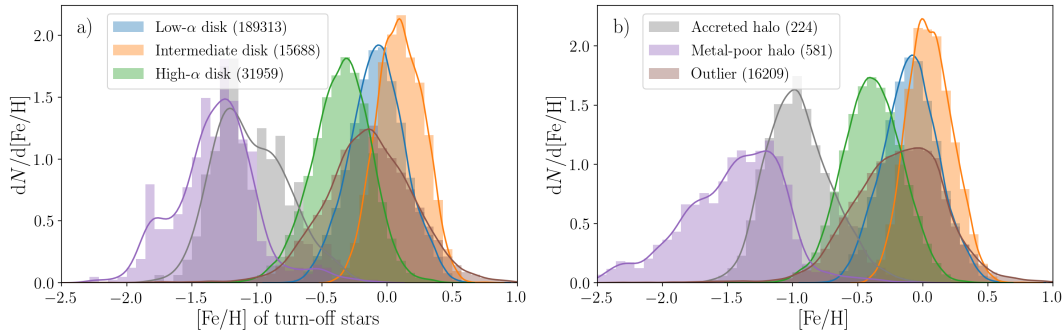 a)
Low-α disk (189313)
Intermediate disk (15688)
High-α disk (31959)
dN/d[Fe/H]
2.0
1.5
1.0
0.5
0.0
−2.5 −2.0 −1.5 −1.0 −0.5 0.0 0.5 1.0
[Fe/H] of turn-off stars
b)
Accreted halo (224)
Metal-poor halo (581)
Outlier (16209)
dN/d[Fe/H]
2.0
1.5
1.0
0.5
0.0
−2.5 −2.0 −1.5 −1.0 −0.5 0.0 0.5 1.0
[Fe/H]